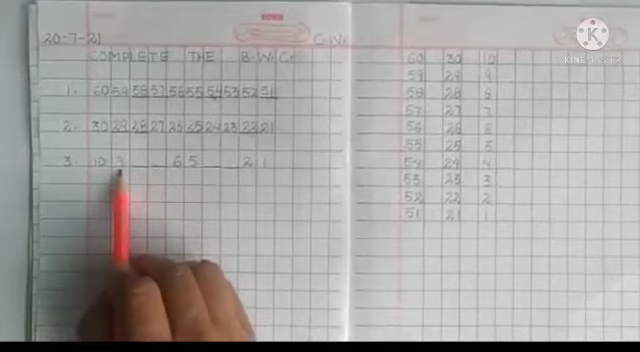 20-7-21
C.W.
COMPLETE THE B.W.C.
1. 60 59 58 57 56 55 54 53 52 51
2. 30 29 28 27 26 25 24 23 22 21
3. 10 9 _ _ 6 5 _ _ 2 1
60 30 10
59 29 9
58 28 8
57 27 7
56 26 6
55 25 5
54 24 4
53 23 3
52 22 2
51 21 1
KINEMASTER